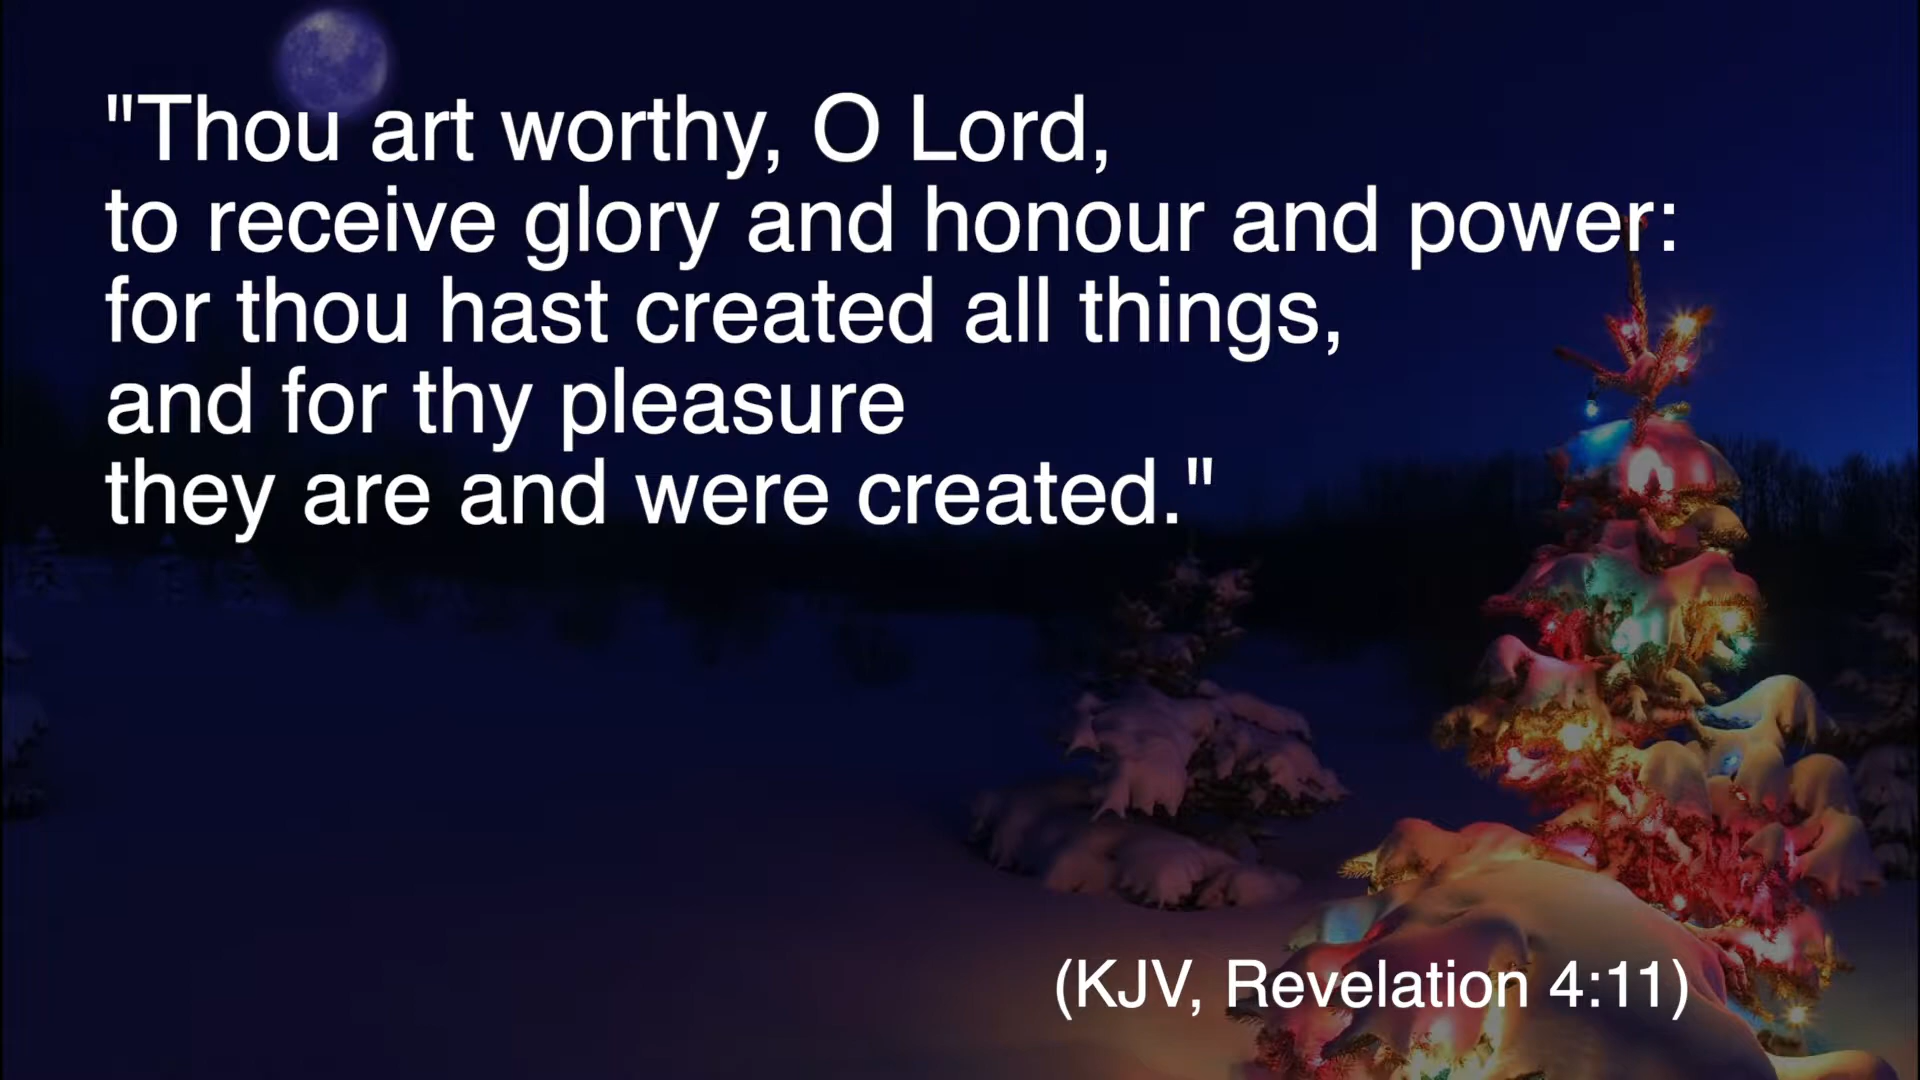 "Thou art worthy, O Lord,
to receive glory and honour and power:
for thou hast created all things,
and for thy pleasure
they are and were created."
(KJV, Revelation 4:11)